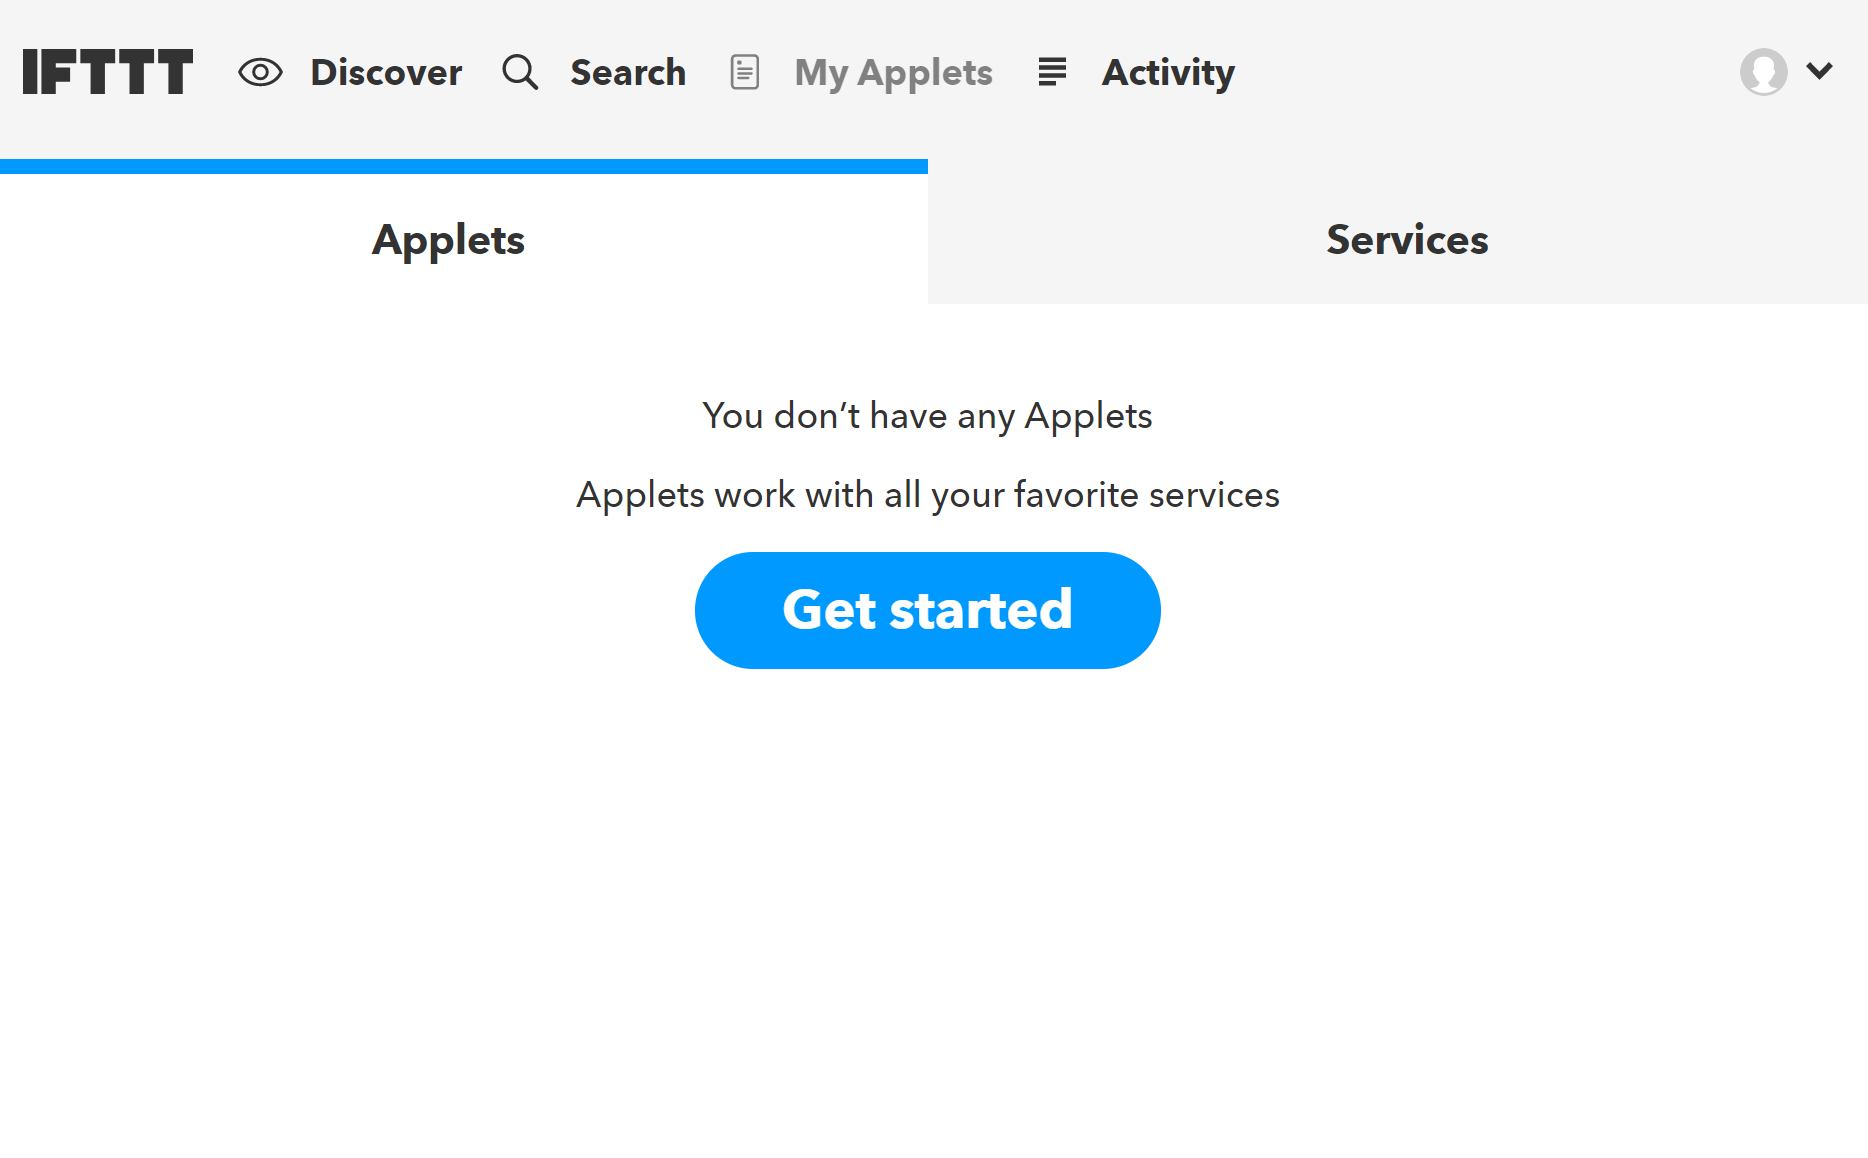 IFTTT Discover Search My Applets Activity
Applets Services
You don’t have any Applets
Applets work with all your favorite services
Get started